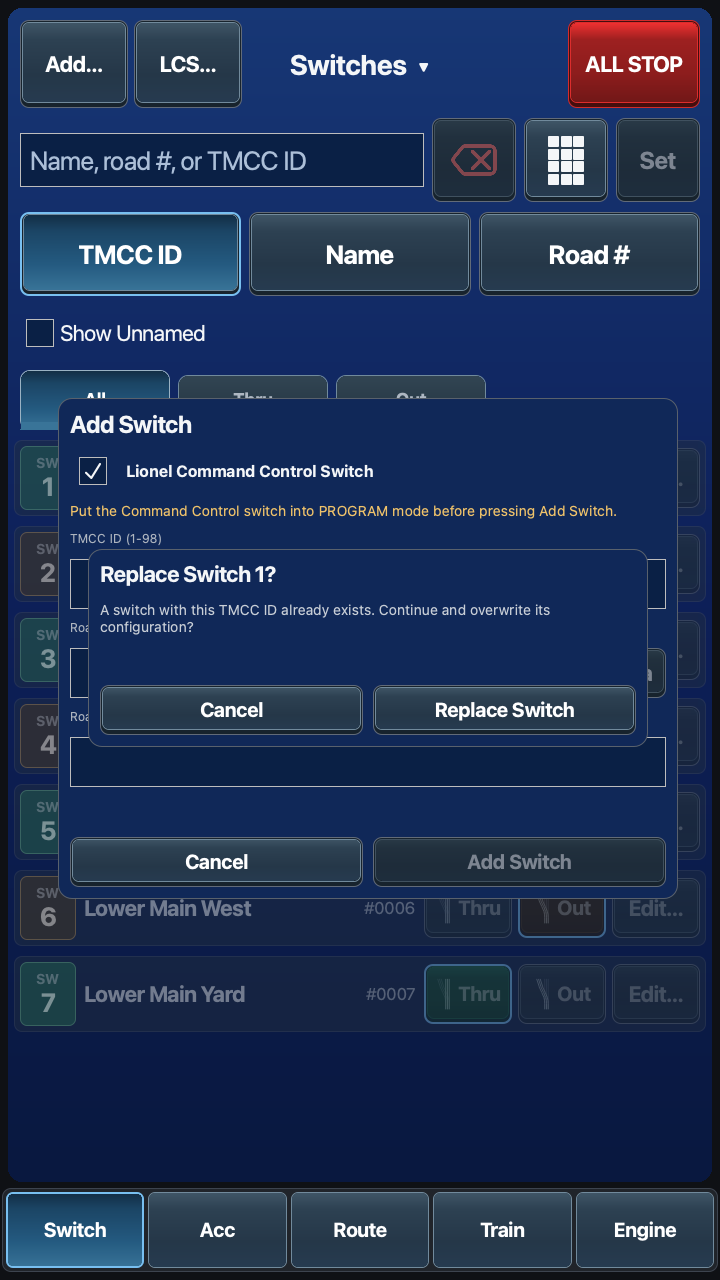 Add...
LCS...
Switches ▼
ALL STOP
Name, road #, or TMCC ID
Set
TMCC ID
Name
Road #
Show Unnamed
All
Thru
Out
Add Switch
Lionel Command Control Switch
Put the Command Control switch into PROGRAM mode before pressing Add Switch.
TMCC ID (1-98)
Replace Switch 1?
A switch with this TMCC ID already exists. Continue and overwrite its
configuration?
Cancel
Replace Switch
Cancel
Add Switch
SW
1
SW
2
SW
3
SW
4
SW
5
SW
6
Lower Main West
#0006
Thru
Out
Edit...
SW
7
Lower Main Yard
#0007
Thru
Out
Edit...
Switch
Acc
Route
Train
Engine